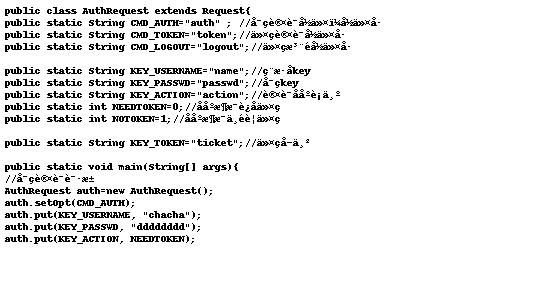 public class AuthRequest extends Request{
public static String CMD_AUTH="auth" ; //
public static String CMD_TOKEN="token";//
public static String CMD_LOGOUT="logout";//
public static String KEY_USERNAME="name";//
public static String KEY_PASSWD="passwd";//
public static String KEY_ACTION="action";//
public static int NEEDTOKEN=0;//
public static int NOTOKEN=1;//
public static String KEY_TOKEN="ticket";//
public static void main(String[] args){
//
AuthRequest auth=new AuthRequest();
auth.setOpt(CMD_AUTH);
auth.put(KEY_USERNAME, "chacha");
auth.put(KEY_PASSWD, "dddddddd");
auth.put(KEY_ACTION, NEEDTOKEN);